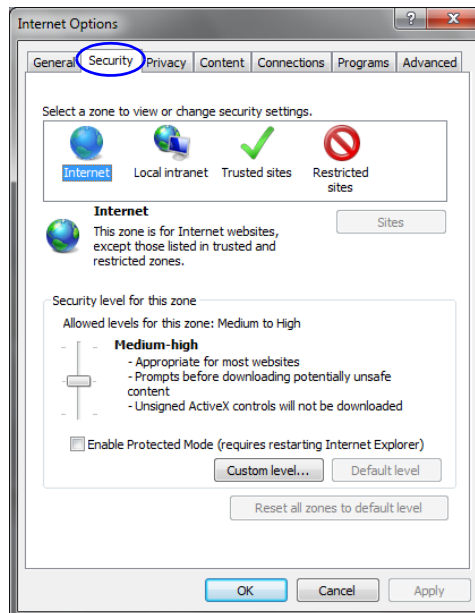 Internet Options
?
X
General Security Privacy Content Connections Programs Advanced
Select a zone to view or change security settings.
Internet Local intranet Trusted sites Restricted
sites
Internet
Sites
This zone is for Internet websites,
except those listed in trusted and
restricted zones.
Security level for this zone
Allowed levels for this zone: Medium to High
Medium-high
- Appropriate for most websites
- Prompts before downloading potentially unsafe
content
- Unsigned ActiveX controls will not be downloaded
Enable Protected Mode (requires restarting Internet Explorer)
Custom level... Default level
Reset all zones to default level
OK Cancel Apply